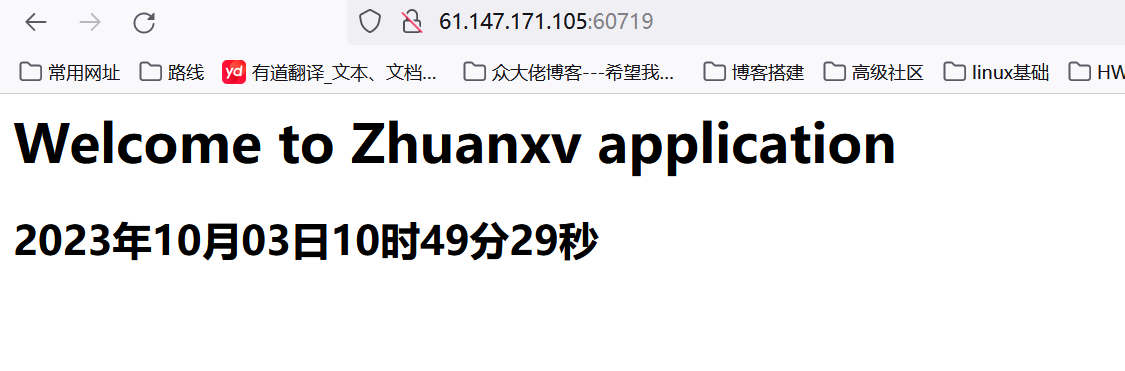 61.147.171.105:60719
常用网址 路线 yd 有道翻译_文本、文档... 众大佬博客---希望我... 博客搭建 高级社区 linux基础 HW
Welcome to Zhuanxv application
2023年10月03日10时49分29秒